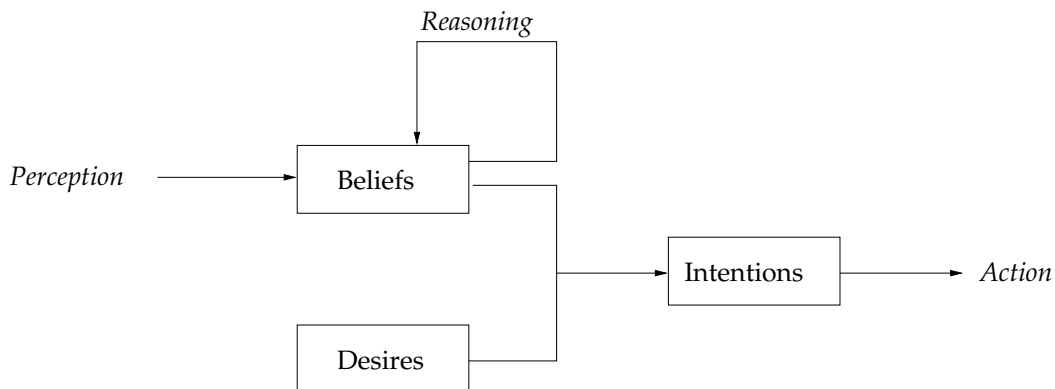 Reasoning
Perception
Beliefs
Intentions
Action
Desires